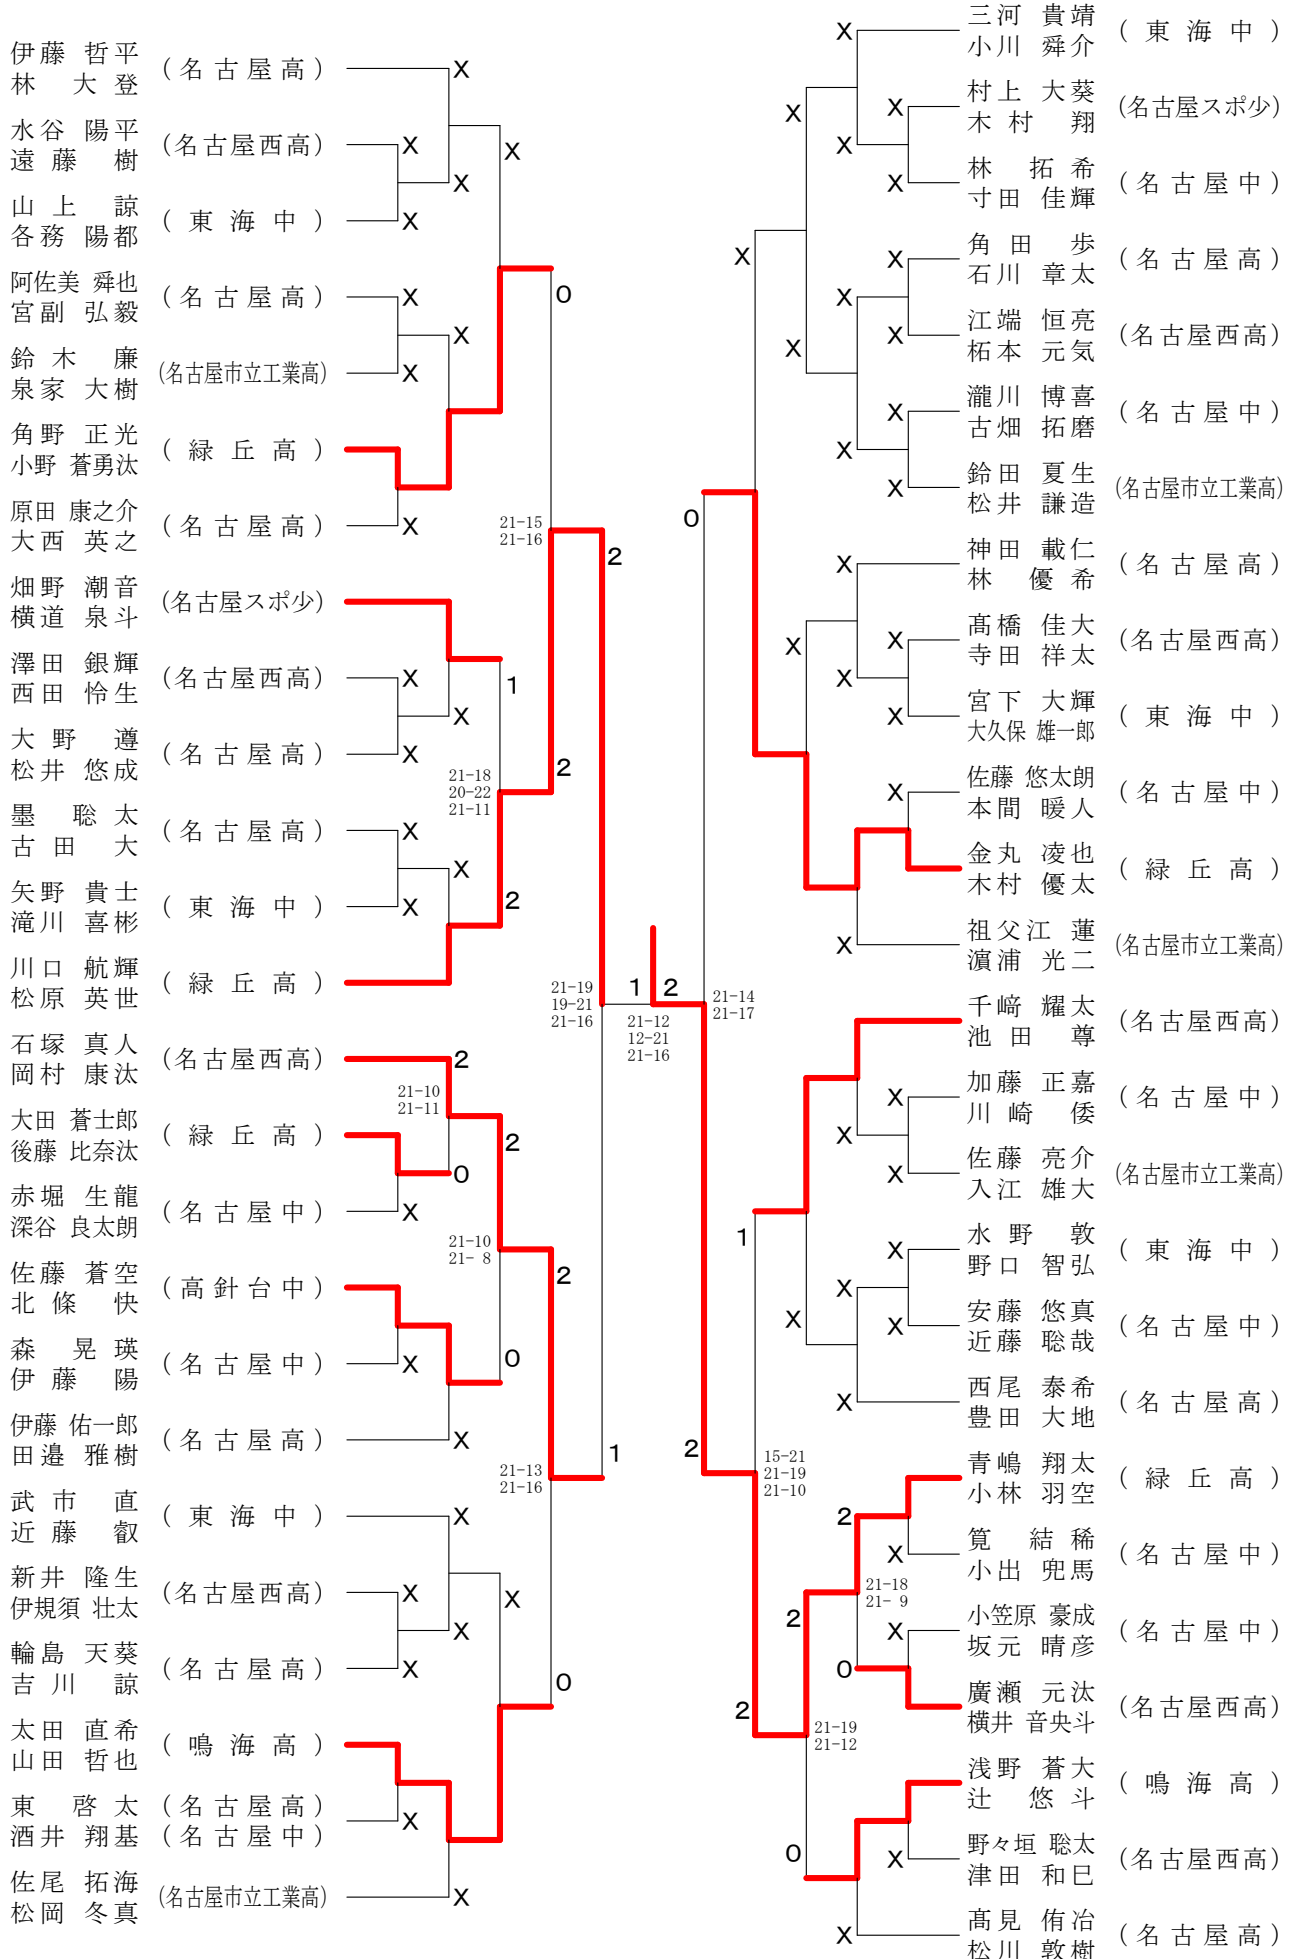 伊藤 哲平
林 大登
(名古屋高)
X
水谷 陽平
遠藤 樹
(名古屋西高)
X
X
X
山上 諒
各務 陽都
(東海中)
X
阿佐美 舜也
宮副 弘毅
(名古屋高)
X
0
X
鈴木 廉
泉家 大樹
(名古屋市立工業高)
X
角野 正光
小野 蒼勇汰
(緑丘高)
原田 康之介
大西 英之
(名古屋高)
X
21-15
21-16
2
畑野 潮音
横道 泉斗
(名古屋スポ少)
澤田 銀輝
西田 怜生
(名古屋西高)
X
1
X
大野 遵
松井 悠成
(名古屋高)
X
21-18
20-22
21-11
2
墨 聡太
古田 大
(名古屋高)
X
X
矢野 貴士
滝川 喜彬
(東海中)
X
2
川口 航輝
松原 英世
(緑丘高)
21-19
19-21
21-16
1
2
21-12
12-21
21-16
石塚 真人
岡村 康汰
(名古屋西高)
2
21-10
21-11
大田 蒼士郎
後藤 比奈汰
(緑丘高)
2
0
赤堀 生龍
深谷 良太朗
(名古屋中)
X
21-10
21- 8
2
佐藤 蒼空
北條 快
(高針台中)
森 晃瑛
伊藤 陽
(名古屋中)
X
0
伊藤 佑一郎
田邉 雅樹
(名古屋高)
X
21-13
21-16
1
武市 直
近藤 叡
(東海中)
X
新井 隆生
伊規須 壮太
(名古屋西高)
X
X
X
輪島 天葵
吉川 諒
(名古屋高)
X
0
太田 直希
山田 哲也
(鳴海高)
東 啓太 (名古屋高)
酒井 翔基 (名古屋中)
X
佐尾 拓海
松岡 冬真
(名古屋市立工業高)
X
X
三河 貴靖
小川 舜介
(東海中)
X
X
村上 大葵
木村 翔
(名古屋スポ少)
X
X
林 拓希
寸田 佳輝
(名古屋中)
X
X
角田 歩
石川 章太
(名古屋高)
X
X
X
江端 恒亮
柘本 元気
(名古屋西高)
X
瀧川 博喜
古畑 拓磨
(名古屋中)
X
X
鈴田 夏生
松井 謙造
(名古屋市立工業高)
0
X
神田 載仁
林 優希
(名古屋高)
X
X
髙橋 佳大
寺田 祥太
(名古屋西高)
X
X
宮下 大輝
大久保 雄一郎
(東海中)
X
佐藤 悠太朗
本間 暖人
(名古屋中)
金丸 凌也
木村 優太
(緑丘高)
X
祖父江 蓮
濵浦 光二
(名古屋市立工業高)
21-14
21-17
千﨑 耀太
池田 尊
(名古屋西高)
X
加藤 正嘉
川崎 倭
(名古屋中)
X
X
佐藤 亮介
入江 雄大
(名古屋市立工業高)
1
X
水野 敦
野口 智弘
(東海中)
X
X
X
安藤 悠真
近藤 聡哉
(名古屋中)
X
西尾 泰希
豊田 大地
(名古屋高)
2
15-21
21-19
21-10
青嶋 翔太
小林 羽空
(緑丘高)
2
X
筧 結稀
小出 兜馬
(名古屋中)
21-18
21- 9
2
X
小笠原 豪成
坂元 晴彦
(名古屋中)
0
廣瀬 元汰
横井 音央斗
(名古屋西高)
2
21-19
21-12
浅野 蒼大
辻 悠斗
(鳴海高)
0
X
野々垣 聡太
津田 和巳
(名古屋西高)
X
髙見 侑冶
松川 敦樹
(名古屋高)